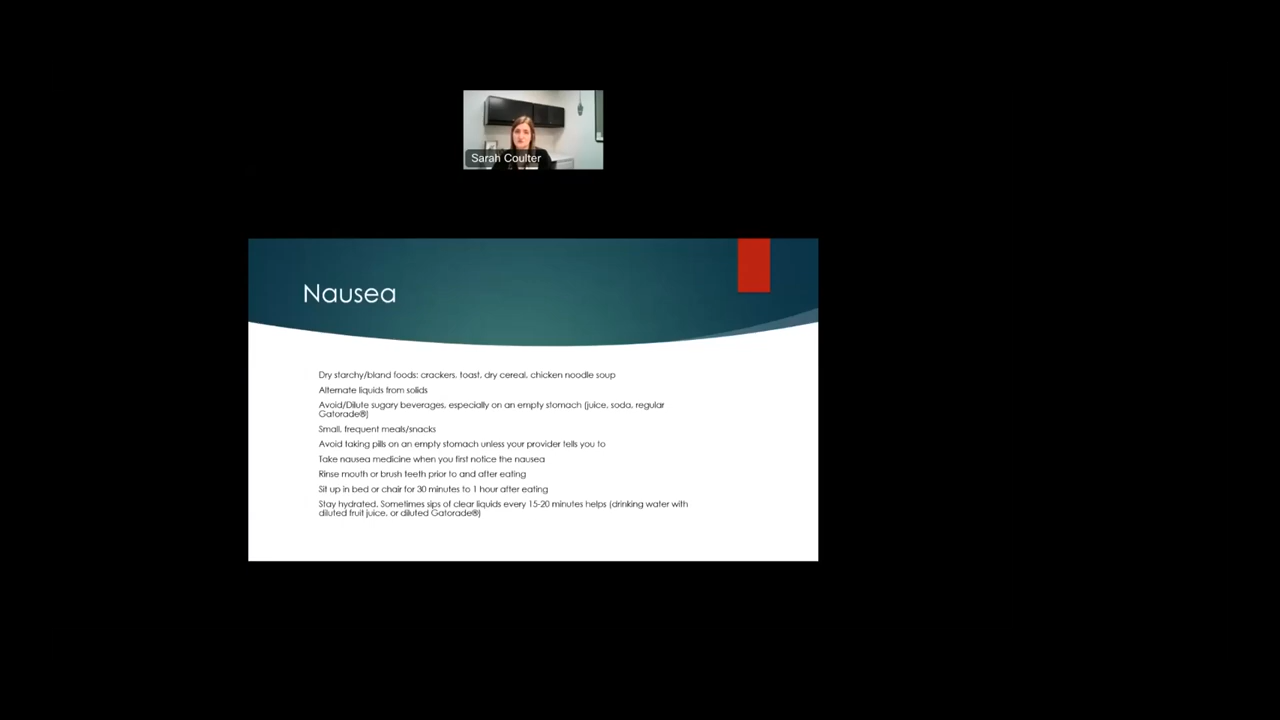 Sarah Coulter
Nausea
Dry starchy/bland foods: crackers, toast, dry cereal, chicken noodle soup
Alternate liquids from solids
Avoid/Dilute sugary beverages, especially on an empty stomach (juice, soda, regular
Gatorade®)
Small, frequent meals/snacks
Avoid taking pills on an empty stomach unless your provider tells you to
Take nausea medicine when you first notice the nausea
Rinse mouth or brush teeth prior to and after eating
Sit up in bed or chair for 30 minutes to 1 hour after eating
Stay hydrated. Sometimes sips of clear liquids every 15-20 minutes helps (drinking water with
diluted fruit juice, or diluted Gatorade®)